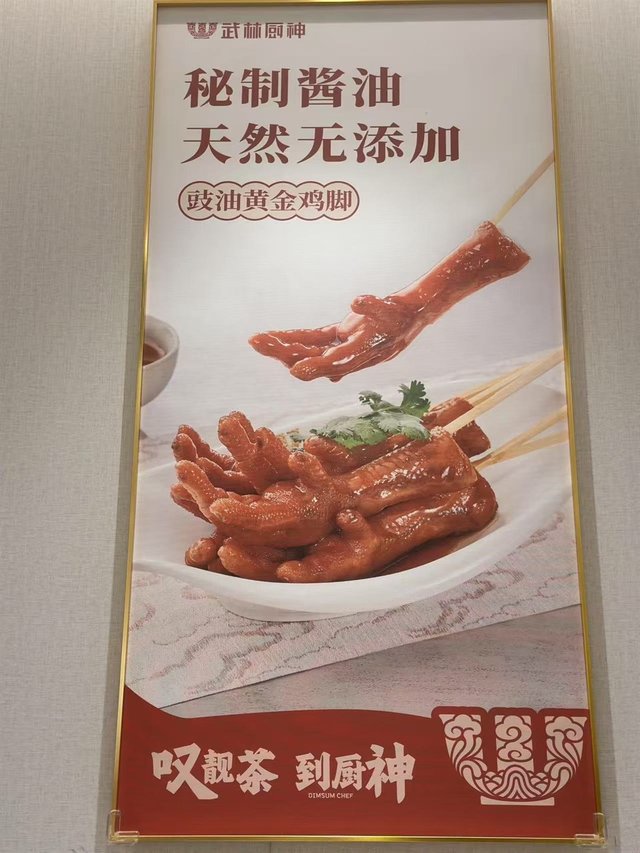 武林厨神
秘制酱油
天然无添加
豉油黄金鸡脚
叹靓茶 到厨神
DIMSUM CHEF